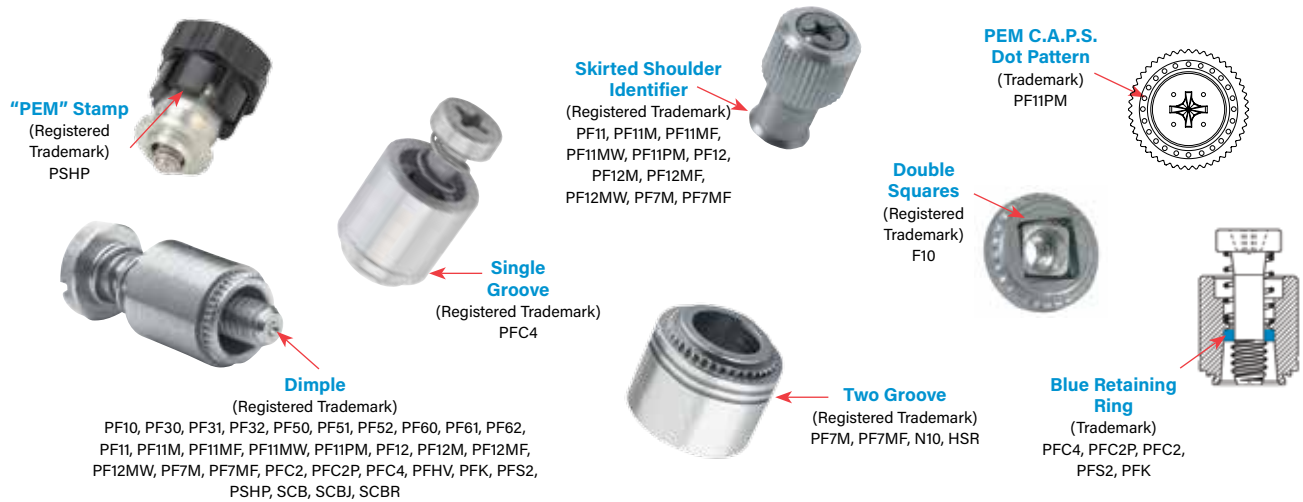 “PEM” Stamp
(Registered
Trademark)
PSHP
Skirted Shoulder
Identifier
(Registered Trademark)
PF11, PF11M, PF11MF,
PF11MW, PF11PM, PF12,
PF12M, PF12MF,
PF12MW, PF7M, PF7MF
PEM C.A.P.S.
Dot Pattern
(Trademark)
PF11PM
Double
Squares
(Registered
Trademark)
F10
Single
Groove
(Registered Trademark)
PFC4
Dimple
(Registered Trademark)
PF10, PF30, PF31, PF32, PF50, PF51, PF52, PF60, PF61, PF62,
PF11, PF11M, PF11MF, PF11MW, PF11PM, PF12, PF12M, PF12MF,
PF12MW, PF7M, PF7MF, PFC2, PFC2P, PFC4, PFHV, PFK, PFS2,
PSHP, SCB, SCBJ, SCBR
Two Groove
(Registered Trademark)
PF7M, PF7MF, N10, HSR
Blue Retaining
Ring
(Trademark)
PFC4, PFC2P, PFC2,
PFS2, PFK